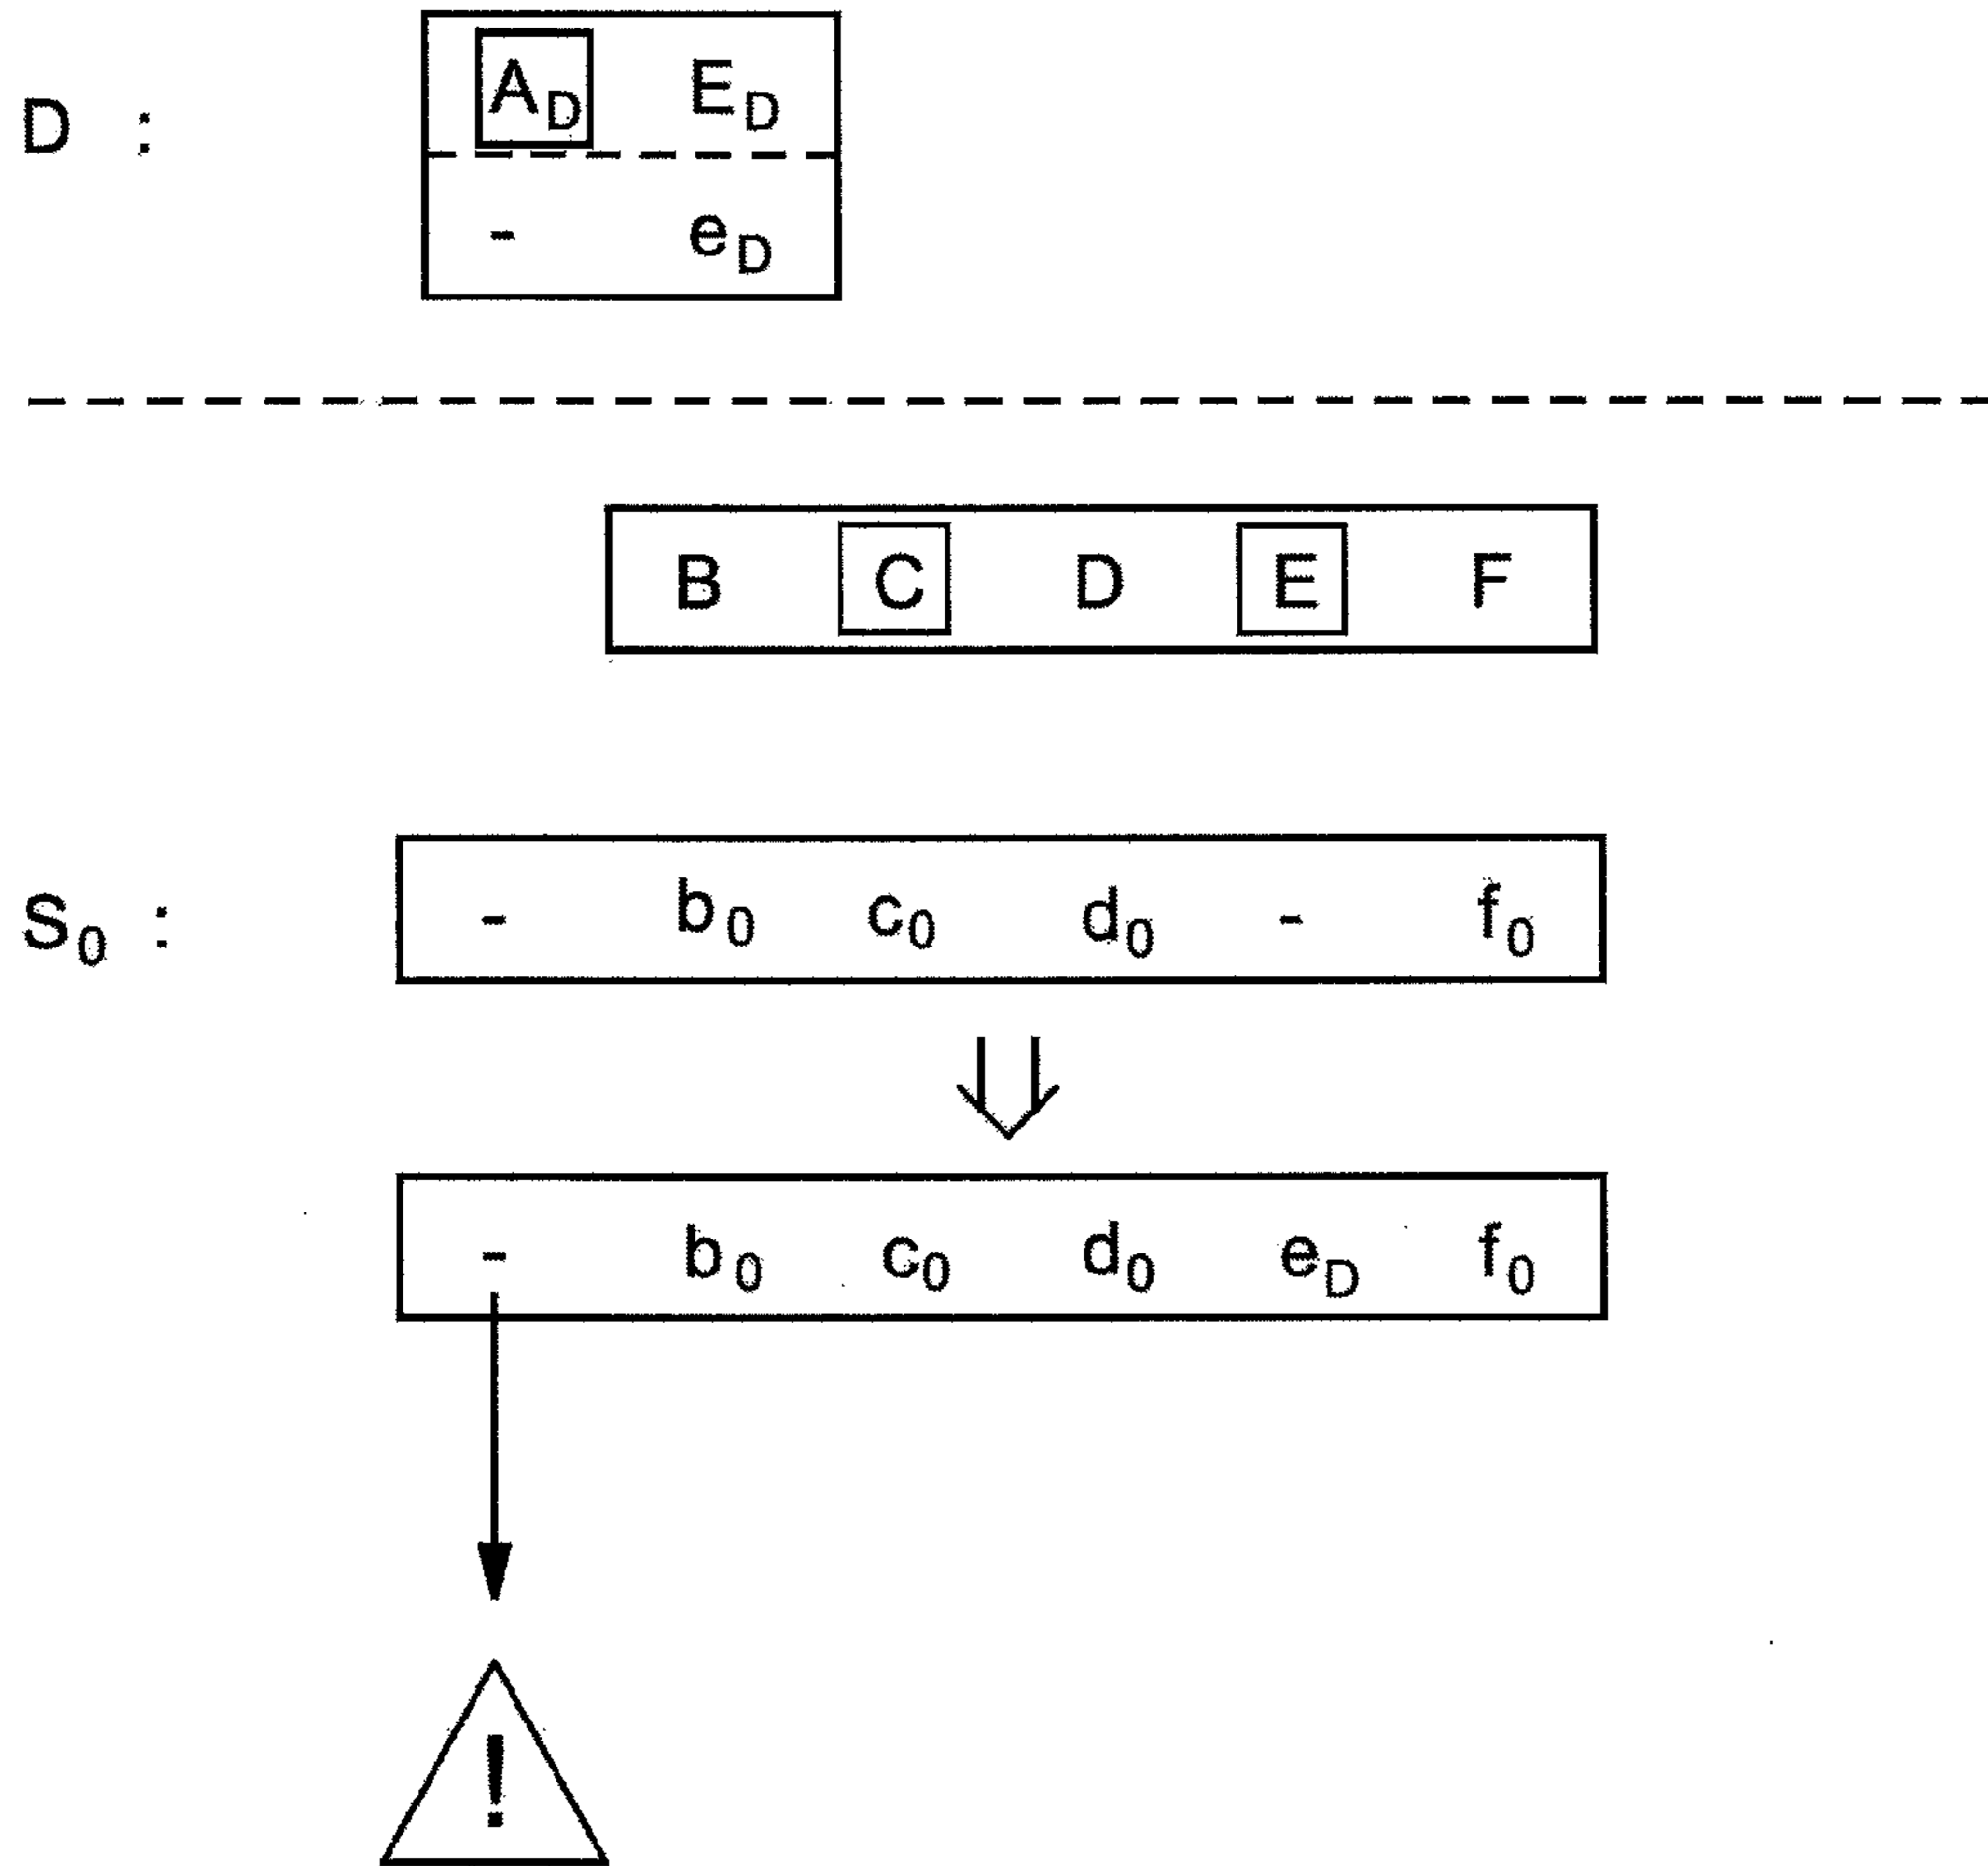 D : A_D E_D
- e_D
B C D E F
S_0 : - b_0 c_0 d_0 - f_0
- b_0 c_0 d_0 e_D f_0
!